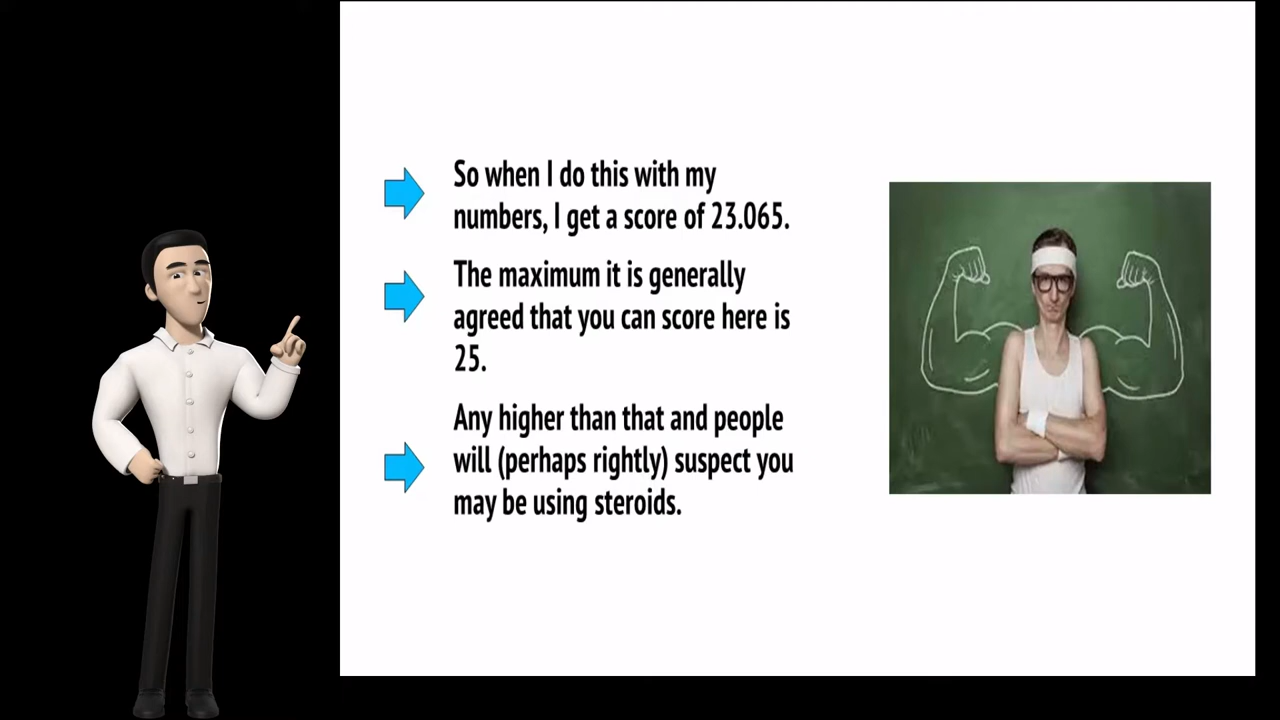 So when I do this with my
numbers, I get a score of 23.065.
The maximum it is generally
agreed that you can score here is
25.
Any higher than that and people
will (perhaps rightly) suspect you
may be using steroids.